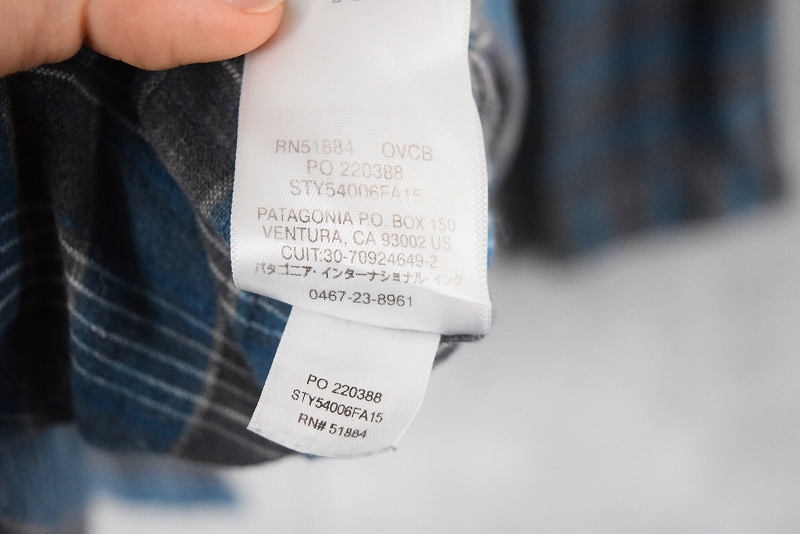 RN51884 OVCB
PO 220388
STY54006FA15
PATAGONIA P.O. BOX 150
VENTURA, CA 93002 US
CUIT:30-70924649-2
パタゴニア・インターナショナル・インク
0467-23-8961
PO 220388
STY54006FA15
RN# 51884